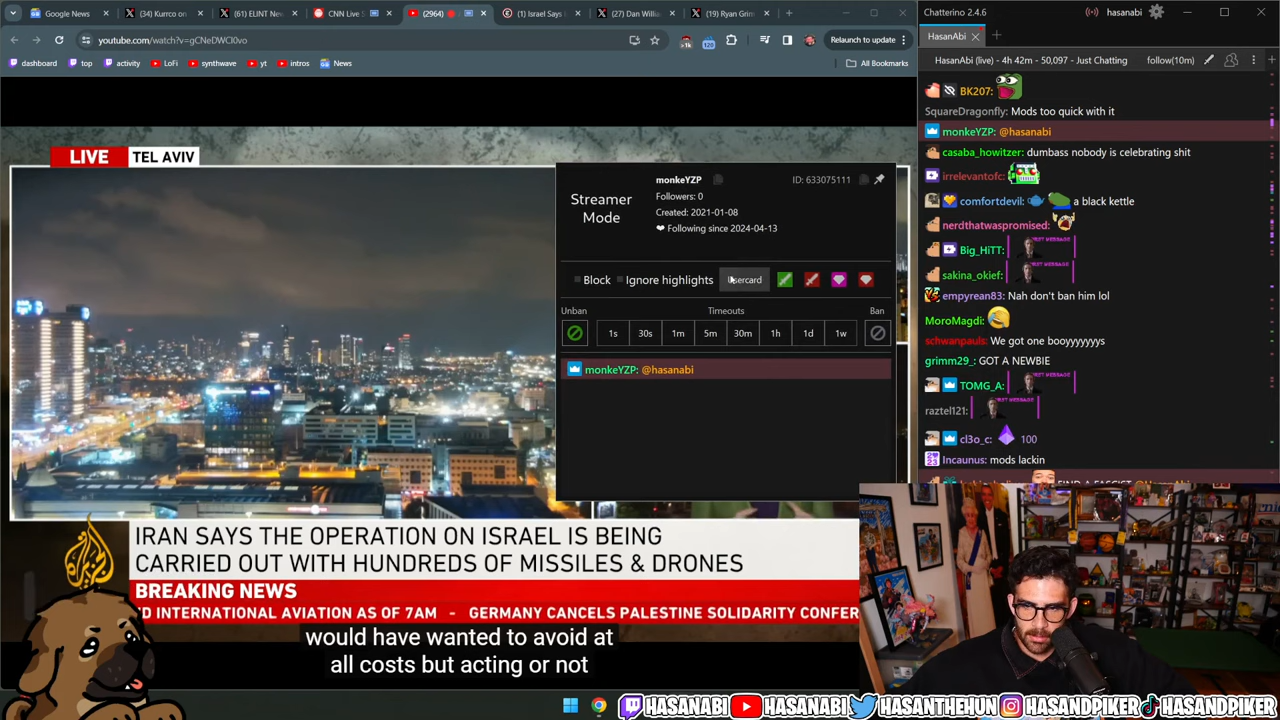 Google News
(34) Kurrco on
(61) ELINT New
CNN Live S
(2964)
(1) Israel Says
(27) Dan Willia
(19) Ryan Grim
youtube.com/watch?v=gCNeDWCI0vo
>1k
120
Relaunch to update
dashboard
top
activity
LoFi
synthwave
yt
intros
News
All Bookmarks
LIVE
TEL AVIV
Streamer
Mode
monkeYZP
ID: 633075111
Followers: 0
Created: 2021-01-08
❤ Following since 2024-04-13
Block
Ignore highlights
Usercard
Unban
Timeouts
Ban
1s
30s
1m
5m
30m
1h
1d
1w
monkeYZP: @hasanabi
IRAN SAYS THE OPERATION ON ISRAEL IS BEING
CARRIED OUT WITH HUNDREDS OF MISSILES & DRONES
BREAKING NEWS
D INTERNATIONAL AVIATION AS OF 7AM - GERMANY CANCELS PALESTINE SOLIDARITY CONFER
would have wanted to avoid at
all costs but acting or not
Chatterino 2.4.6
hasanabi
HasanAbi
HasanAbi (live) - 4h 42m - 50,097 - Just Chatting
follow(10m)
BK207:
SquareDragonfly: Mods too quick with it
monkeYZP: @hasanabi
casaba_howitzer: dumbass nobody is celebrating shit
irrelevantofc:
comfortdevil: a black kettle
nerdthatwaspromised:
Big_HiTT:
sakina_okief:
empyrean83: Nah don't ban him lol
MoroMagdi:
schwanpauls: We got one booyyyyyys
grimm29_: GOT A NEWBIE
TOMG_A:
raztel121:
cl3o_c: 100
Incaunus: mods lackin
FIND A FASCIST
HASANABI
HASANABI
HASANTHEHUN
HASANDPIKER
HASANDPIKER